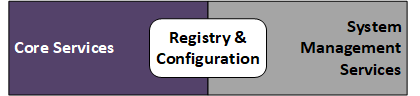 Core Services
Registry &
Configuration
System
Management
Services